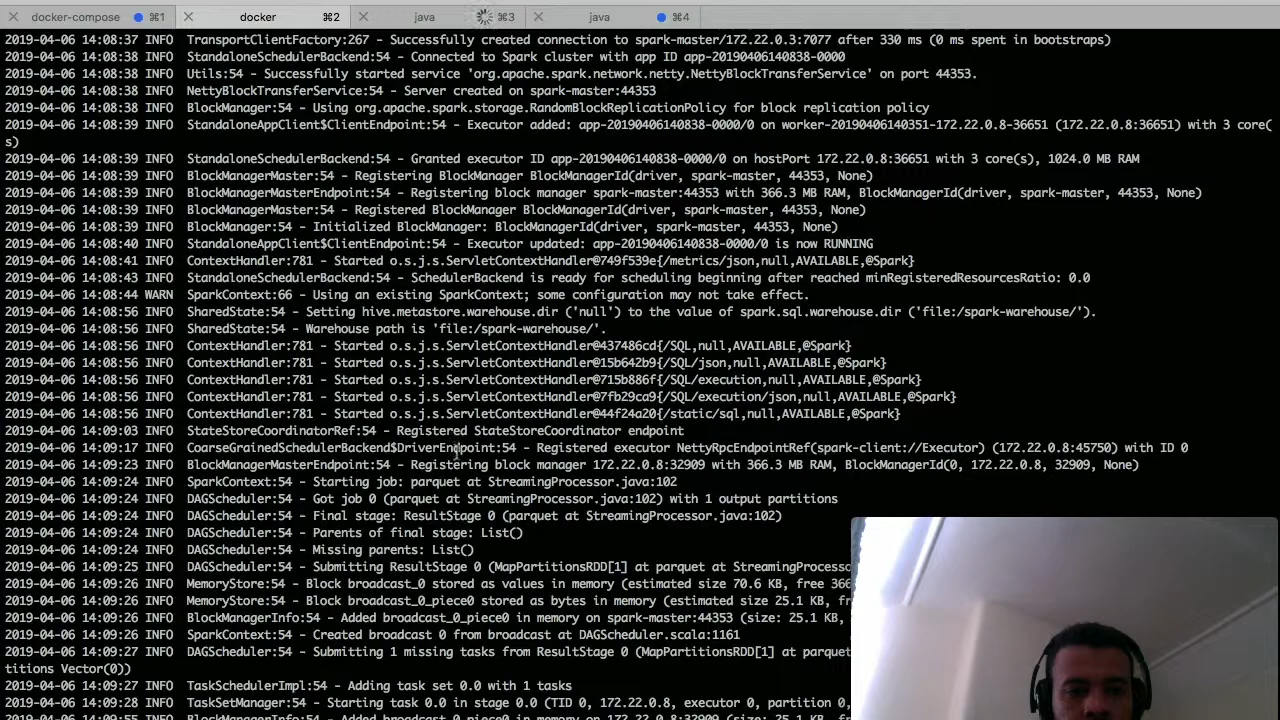 docker-compose ⌘1 docker ⌘2 java ⌘3 java ⌘4
2019-04-06 14:08:37 INFO  TransportClientFactory:267 - Successfully created connection to spark-master/172.22.0.3:7077 after 330 ms (0 ms spent in bootstraps)
2019-04-06 14:08:38 INFO  StandaloneSchedulerBackend:54 - Connected to Spark cluster with app ID app-20190406140838-0000
2019-04-06 14:08:38 INFO  Utils:54 - Successfully started service 'org.apache.spark.network.netty.NettyBlockTransferService' on port 44353.
2019-04-06 14:08:38 INFO  NettyBlockTransferService:54 - Server created on spark-master:44353
2019-04-06 14:08:39 INFO  BlockManager:54 - Using org.apache.spark.storage.RandomBlockReplicationPolicy for block replication policy
2019-04-06 14:08:39 INFO  StandaloneAppClient$ClientEndpoint:54 - Executor added: app-20190406140838-0000/0 on worker-20190406140351-172.22.0.8-36651 (172.22.0.8:36651) with 3 core(
s)
2019-04-06 14:08:39 INFO  StandaloneSchedulerBackend:54 - Granted executor ID app-20190406140838-0000/0 on hostPort 172.22.0.8:36651 with 3 core(s), 1024.0 MB RAM
2019-04-06 14:08:39 INFO  BlockManagerMaster:54 - Registering BlockManager BlockManagerId(driver, spark-master, 44353, None)
2019-04-06 14:08:39 INFO  BlockManagerMasterEndpoint:54 - Registering block manager spark-master:44353 with 366.3 MB RAM, BlockManagerId(driver, spark-master, 44353, None)
2019-04-06 14:08:39 INFO  BlockManagerMaster:54 - Registered BlockManager BlockManagerId(driver, spark-master, 44353, None)
2019-04-06 14:08:39 INFO  BlockManager:54 - Initialized BlockManager: BlockManagerId(driver, spark-master, 44353, None)
2019-04-06 14:08:40 INFO  StandaloneAppClient$ClientEndpoint:54 - Executor updated: app-20190406140838-0000/0 is now RUNNING
2019-04-06 14:08:41 INFO  ContextHandler:781 - Started o.s.j.s.ServletContextHandler@749f539e{/metrics/json,null,AVAILABLE,@Spark}
2019-04-06 14:08:43 INFO  StandaloneSchedulerBackend:54 - SchedulerBackend is ready for scheduling beginning after reached minRegisteredResourcesRatio: 0.0
2019-04-06 14:08:44 WARN  SparkContext:66 - Using an existing SparkContext; some configuration may not take effect.
2019-04-06 14:08:56 INFO  SharedState:54 - Setting hive.metastore.warehouse.dir ('null') to the value of spark.sql.warehouse.dir ('file:/spark-warehouse/').
2019-04-06 14:08:56 INFO  SharedState:54 - Warehouse path is 'file:/spark-warehouse/'.
2019-04-06 14:08:56 INFO  ContextHandler:781 - Started o.s.j.s.ServletContextHandler@437486cd{/SQL,null,AVAILABLE,@Spark}
2019-04-06 14:08:56 INFO  ContextHandler:781 - Started o.s.j.s.ServletContextHandler@15b642b9{/SQL/json,null,AVAILABLE,@Spark}
2019-04-06 14:08:56 INFO  ContextHandler:781 - Started o.s.j.s.ServletContextHandler@715b886f{/SQL/execution,null,AVAILABLE,@Spark}
2019-04-06 14:08:56 INFO  ContextHandler:781 - Started o.s.j.s.ServletContextHandler@7fb29ca9{/SQL/execution/json,null,AVAILABLE,@Spark}
2019-04-06 14:08:56 INFO  ContextHandler:781 - Started o.s.j.s.ServletContextHandler@44f24a20{/static/sql,null,AVAILABLE,@Spark}
2019-04-06 14:09:03 INFO  StateStoreCoordinatorRef:54 - Registered StateStoreCoordinator endpoint
2019-04-06 14:09:17 INFO  CoarseGrainedSchedulerBackend$DriverEndpoint:54 - Registered executor NettyRpcEndpointRef(spark-client://Executor) (172.22.0.8:45750) with ID 0
2019-04-06 14:09:23 INFO  BlockManagerMasterEndpoint:54 - Registering block manager 172.22.0.8:32909 with 366.3 MB RAM, BlockManagerId(0, 172.22.0.8, 32909, None)
2019-04-06 14:09:24 INFO  SparkContext:54 - Starting job: parquet at StreamingProcessor.java:102
2019-04-06 14:09:24 INFO  DAGScheduler:54 - Got job 0 (parquet at StreamingProcessor.java:102) with 1 output partitions
2019-04-06 14:09:24 INFO  DAGScheduler:54 - Final stage: ResultStage 0 (parquet at StreamingProcessor.java:102)
2019-04-06 14:09:24 INFO  DAGScheduler:54 - Parents of final stage: List()
2019-04-06 14:09:24 INFO  DAGScheduler:54 - Missing parents: List()
2019-04-06 14:09:25 INFO  DAGScheduler:54 - Submitting ResultStage 0 (MapPartitionsRDD[1] at parquet at StreamingProcesso
2019-04-06 14:09:26 INFO  MemoryStore:54 - Block broadcast_0 stored as values in memory (estimated size 70.6 KB, free 366
2019-04-06 14:09:26 INFO  MemoryStore:54 - Block broadcast_0_piece0 stored as bytes in memory (estimated size 25.1 KB, fr
2019-04-06 14:09:26 INFO  BlockManagerInfo:54 - Added broadcast_0_piece0 in memory on spark-master:44353 (size: 25.1 KB,
2019-04-06 14:09:26 INFO  SparkContext:54 - Created broadcast 0 from broadcast at DAGScheduler.scala:1161
2019-04-06 14:09:27 INFO  DAGScheduler:54 - Submitting 1 missing tasks from ResultStage 0 (MapPartitionsRDD[1] at parquet
titions Vector(0))
2019-04-06 14:09:27 INFO  TaskSchedulerImpl:54 - Adding task set 0.0 with 1 tasks
2019-04-06 14:09:28 INFO  TaskSetManager:54 - Starting task 0.0 in stage 0.0 (TID 0, 172.22.0.8, executor 0, partition 0,
2019-04-06 14:09:55 INFO  BlockManagerInfo:54 - Added broadcast_0_piece0 in memory on 172.22.0.8:32909 (size: 25.1 KB,